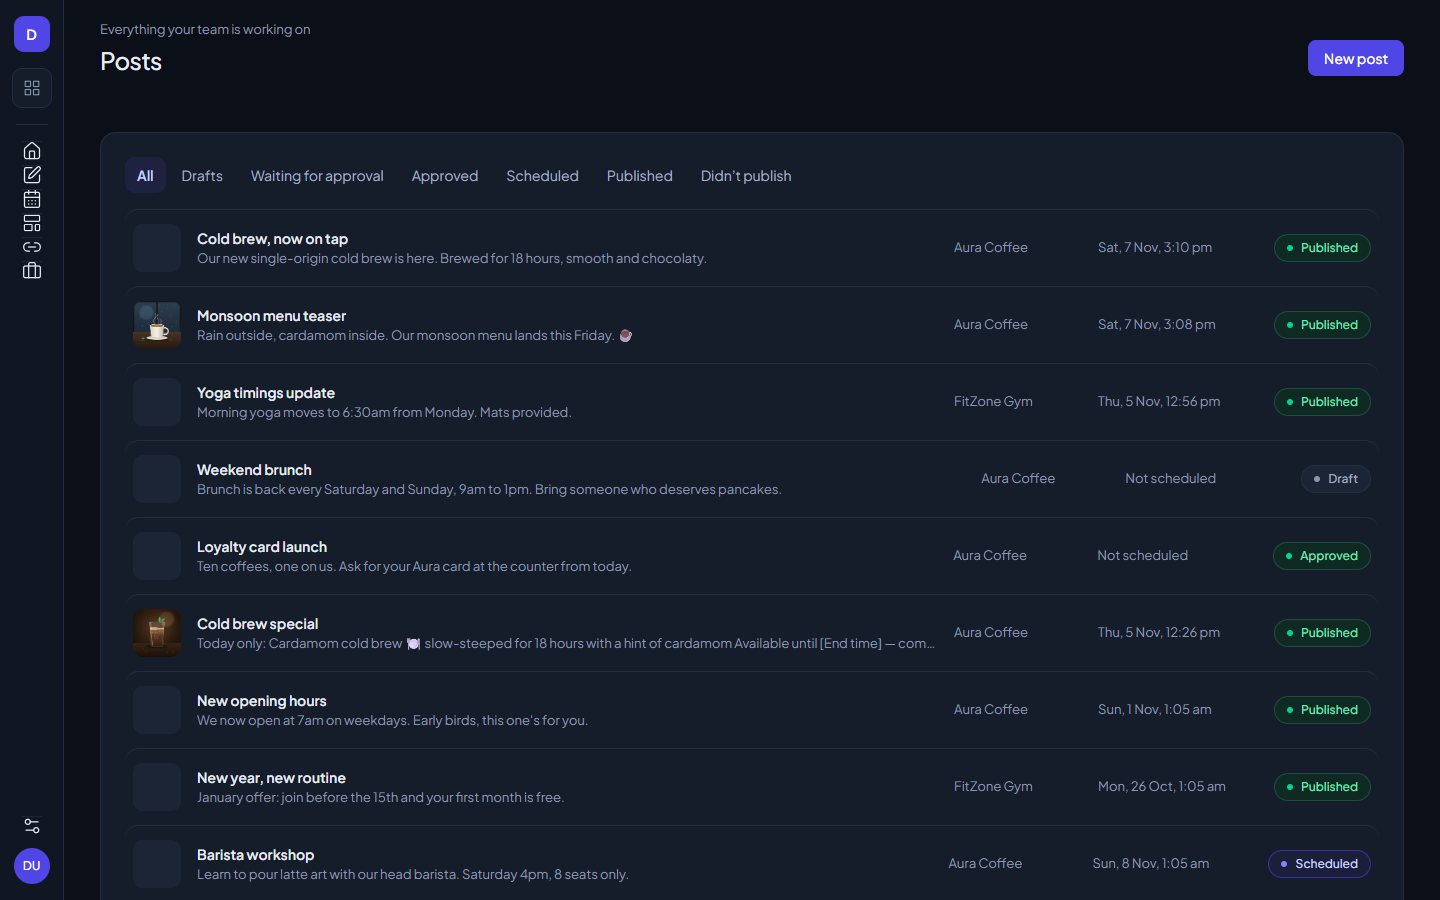 D
Everything your team is working on
Posts
New post
All Drafts Waiting for approval Approved Scheduled Published Didn't publish
Cold brew, now on tap
Our new single-origin cold brew is here. Brewed for 18 hours, smooth and chocolaty.
Aura Coffee Sat, 7 Nov, 3:10 pm Published
Monsoon menu teaser
Rain outside, cardamom inside. Our monsoon menu lands this Friday.
Aura Coffee Sat, 7 Nov, 3:08 pm Published
Yoga timings update
Morning yoga moves to 6:30am from Monday. Mats provided.
FitZone Gym Thu, 5 Nov, 12:56 pm Published
Weekend brunch
Brunch is back every Saturday and Sunday, 9am to 1pm. Bring someone who deserves pancakes.
Aura Coffee Not scheduled Draft
Loyalty card launch
Ten coffees, one on us. Ask for your Aura card at the counter from today.
Aura Coffee Not scheduled Approved
Cold brew special
Today only: Cardamom cold brew 🍽️ slow-steeped for 18 hours with a hint of cardamom Available until [End time] — com…
Aura Coffee Thu, 5 Nov, 12:26 pm Published
New opening hours
We now open at 7am on weekdays. Early birds, this one's for you.
Aura Coffee Sun, 1 Nov, 1:05 am Published
New year, new routine
January offer: join before the 15th and your first month is free.
FitZone Gym Mon, 26 Oct, 1:05 am Published
Barista workshop
Learn to pour latte art with our head barista. Saturday 4pm, 8 seats only.
Aura Coffee Sun, 8 Nov, 1:05 am Scheduled
DU